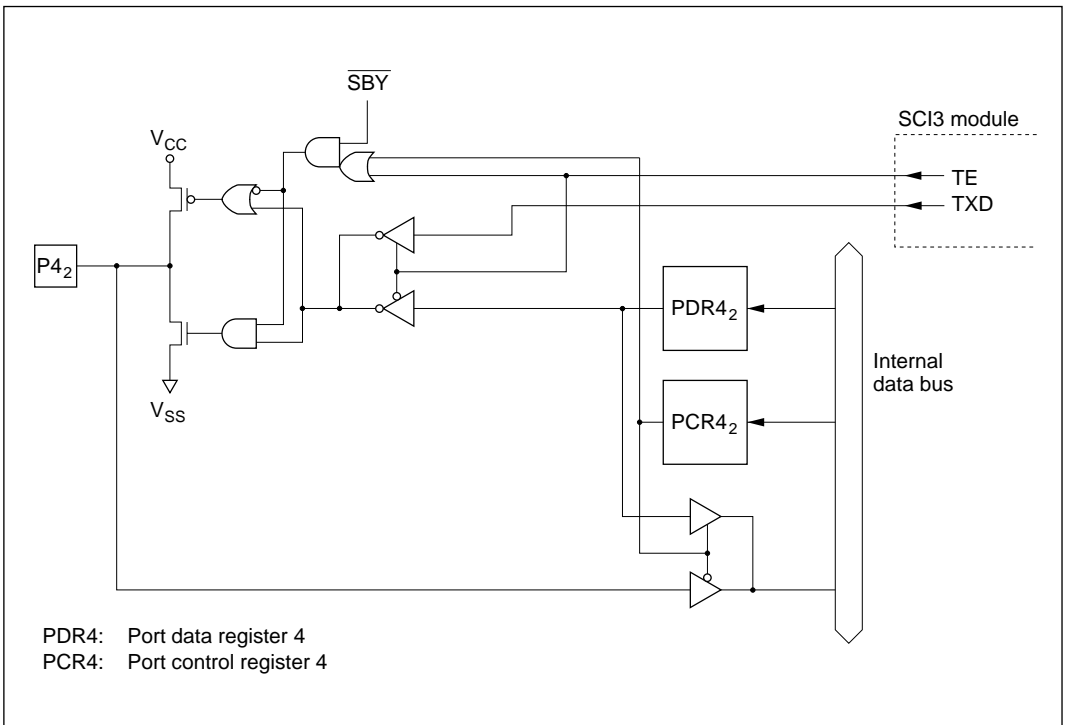 SBY
SCI3 module
VCC
TE
TXD
P42
PDR42
Internal
data bus
PCR42
VSS
PDR4: Port data register 4
PCR4: Port control register 4